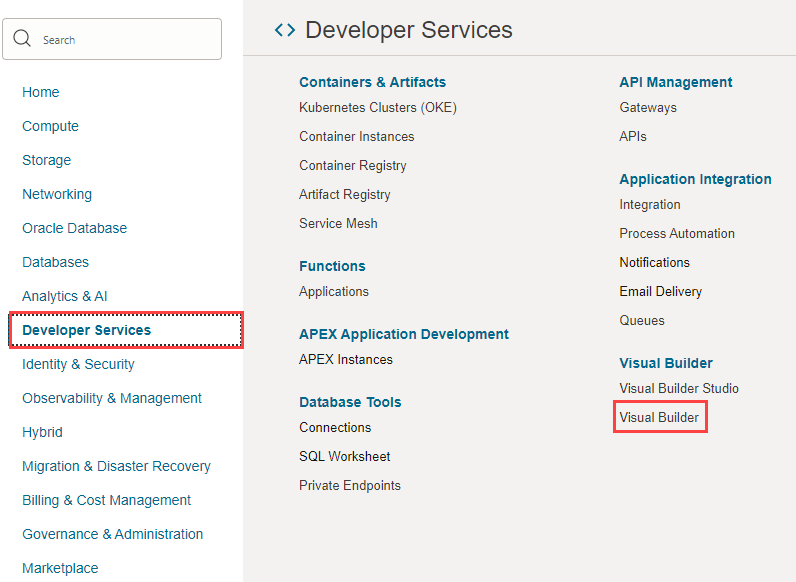 Search
Home
Compute
Storage
Networking
Oracle Database
Databases
Analytics & AI
Developer Services
Identity & Security
Observability & Management
Hybrid
Migration & Disaster Recovery
Billing & Cost Management
Governance & Administration
Marketplace
Developer Services
Containers & Artifacts
Kubernetes Clusters (OKE)
Container Instances
Container Registry
Artifact Registry
Service Mesh
Functions
Applications
APEX Application Development
APEX Instances
Database Tools
Connections
SQL Worksheet
Private Endpoints
API Management
Gateways
APIs
Application Integration
Integration
Process Automation
Notifications
Email Delivery
Queues
Visual Builder
Visual Builder Studio
Visual Builder